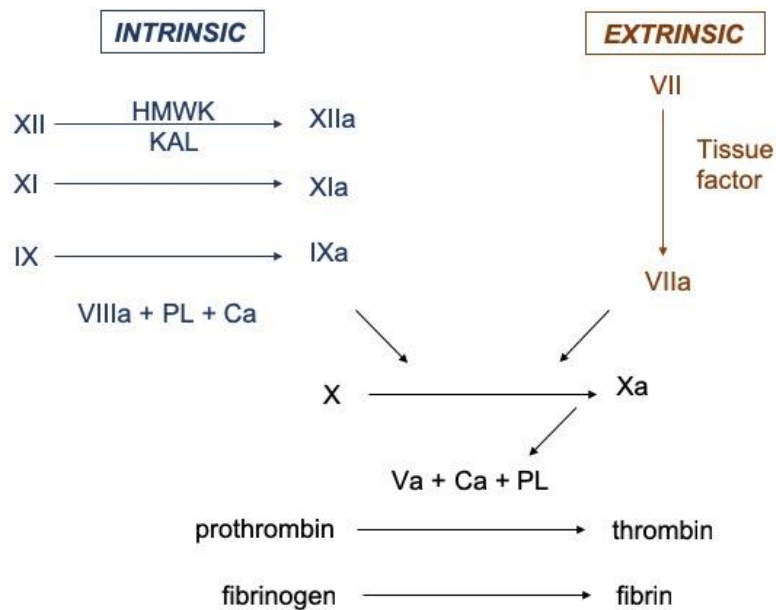 INTRINSIC
EXTRINSIC
VII
XII HMWK XIIa
KAL
Tissue
factor
XI XIa
IX IXa
VIIa
VIIIa + PL + Ca
X Xa
Va + Ca + PL
prothrombin thrombin
fibrinogen fibrin